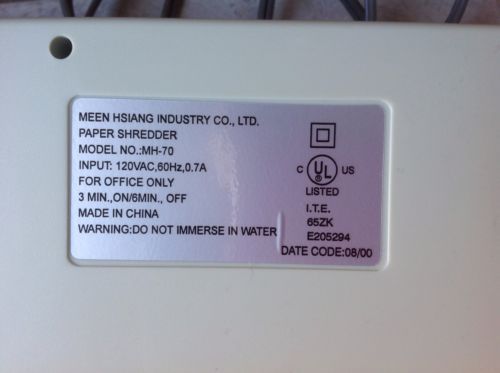 MEEN HSIANG INDUSTRY CO., LTD.
PAPER SHREDDER
MODEL NO.:MH-70
INPUT: 120VAC,60Hz,0.7A
FOR OFFICE ONLY
3 MIN.,ON/6MIN., OFF
MADE IN CHINA
WARNING:DO NOT IMMERSE IN WATER
C UL ® US
LISTED
I.T.E.
65ZK
E205294
DATE CODE:08/00